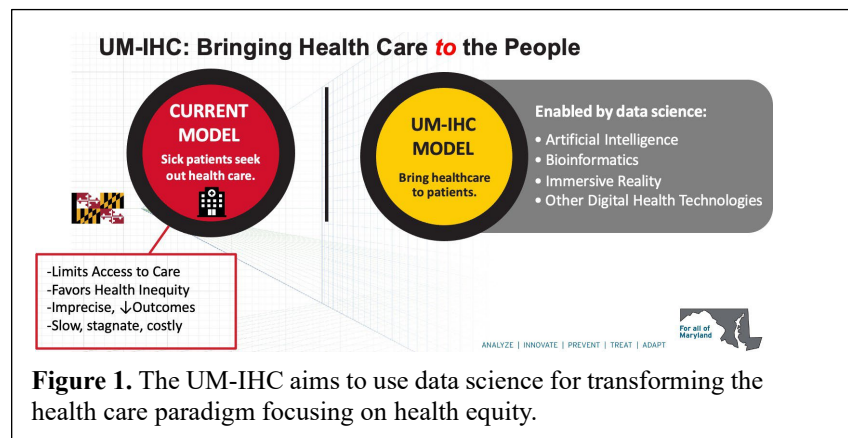 UM-IHC: Bringing Health Care to the People
CURRENT
MODEL
Sick patients seek
out health care.
UM-IHC
MODEL
Bring healthcare
to patients.
Enabled by data science:
• Artificial Intelligence
• Bioinformatics
• Immersive Reality
• Other Digital Health Technologies
-Limits Access to Care
-Favors Health Inequity
-Imprecise, ↓Outcomes
-Slow, stagnate, costly
For all of
Maryland
ANALYZE | INNOVATE | PREVENT | TREAT | ADAPT
Figure 1. The UM-IHC aims to use data science for transforming the
health care paradigm focusing on health equity.